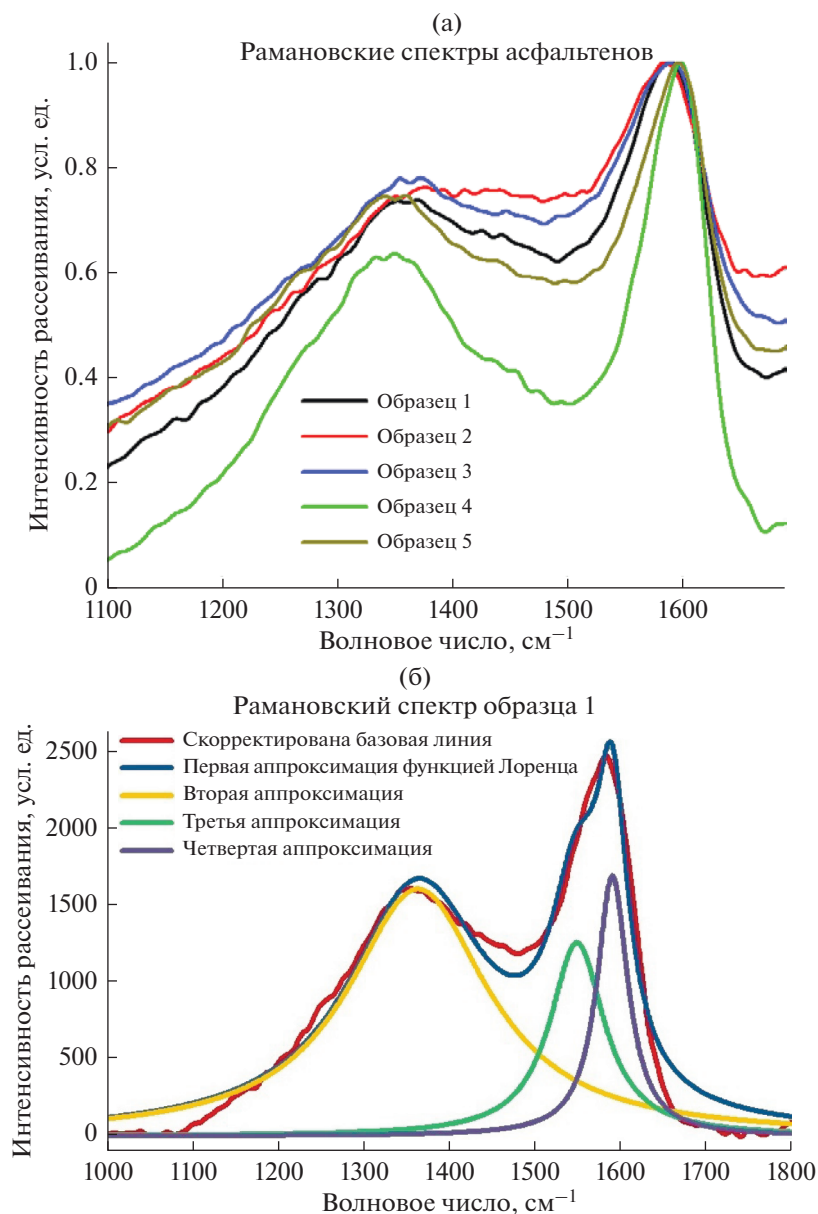 (а)
Рамановские спектры асфальтенов
Интенсивность рассеивания, усл. ед.
1.0
0.8
0.6
0.4
0.2
0
Образец 1
Образец 2
Образец 3
Образец 4
Образец 5
1100 1200 1300 1400 1500 1600
Волновое число, см−1
(б)
Рамановский спектр образца 1
Интенсивность рассеивания, усл. ед.
Скорректирована базовая линия
Первая аппроксимация функцией Лоренца
Вторая аппроксимация
Третья аппроксимация
Четвертая аппроксимация
2500
2000
1500
1000
500
0
1000 1100 1200 1300 1400 1500 1600 1700 1800
Волновое число, см−1